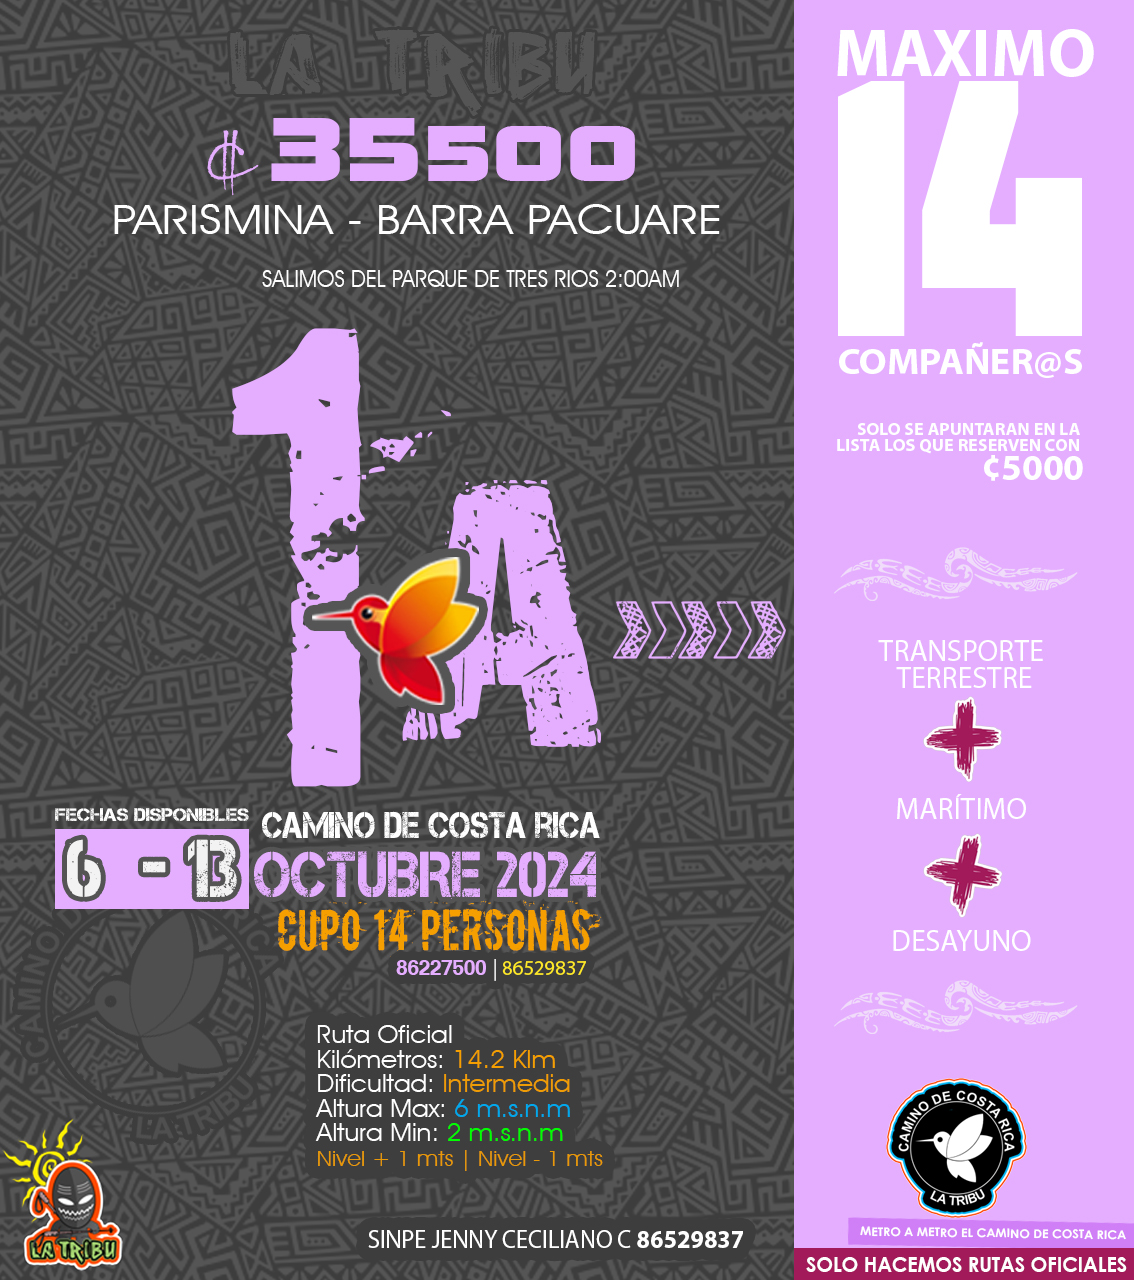 LA TRIBU
₡ 35500
PARISMINA - BARRA PACUARE
SALIMOS DEL PARQUE DE TRES RIOS 2:00AM
1A
FECHAS DISPONIBLES
6 - 13
CAMINO DE COSTA RICA
OCTUBRE 2024
CUPO 14 PERSONAS
86227500 | 86529837
CAMINO
LA
Ruta Oficial
Kilómetros: 14.2 Klm
Dificultad: Intermedia
Altura Max: 6 m.s.n.m
Altura Min: 2 m.s.n.m
Nivel + 1 mts | Nivel - 1 mts
LA TRIBU
SINPE JENNY CECILIANO C 86529837
MAXIMO
14
COMPAÑER@S
SOLO SE APUNTARAN EN LA
LISTA LOS QUE RESERVEN CON
₡5000
TRANSPORTE
TERRESTRE
+
MARÍTIMO
+
DESAYUNO
CAMINO DE COSTA RICA
LA TRIBU
METRO A METRO EL CAMINO DE COSTA RICA
SOLO HACEMOS RUTAS OFICIALES